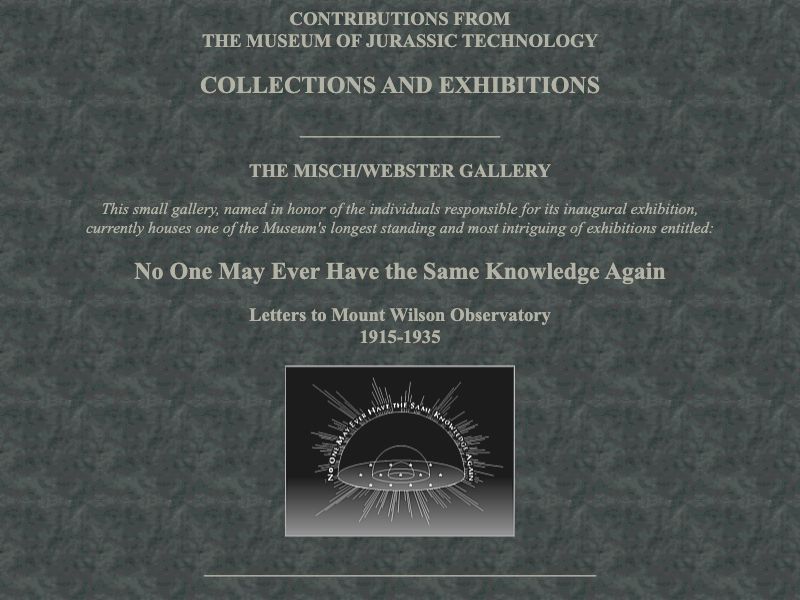 CONTRIBUTIONS FROM
THE MUSEUM OF JURASSIC TECHNOLOGY
COLLECTIONS AND EXHIBITIONS
THE MISCH/WEBSTER GALLERY
This small gallery, named in honor of the individuals responsible for its inaugural exhibition,
currently houses one of the Museum's longest standing and most intriguing of exhibitions entitled:
No One May Ever Have the Same Knowledge Again
Letters to Mount Wilson Observatory
1915-1935
No One May Ever Have the Same Knowledge Again